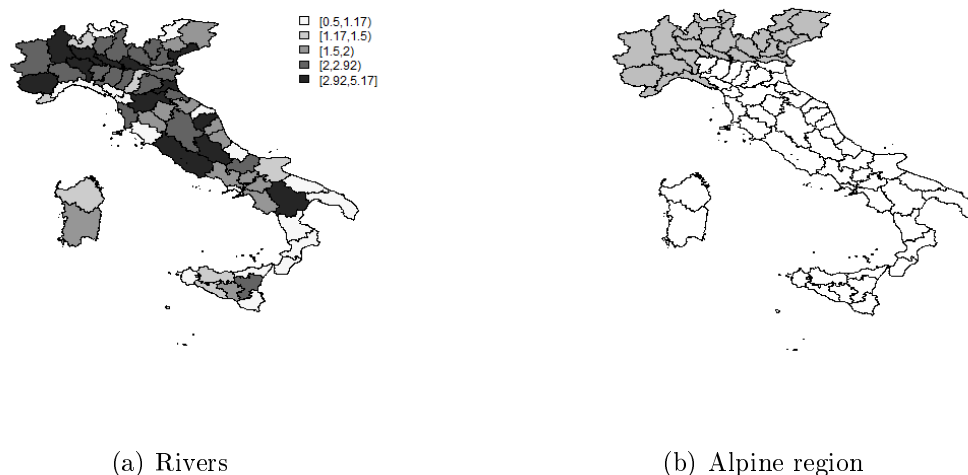 [0.5,1.17)
[1.17,1.5)
[1.5,2)
[2,2.92)
[2.92,5.17]
(a) Rivers
(b) Alpine region